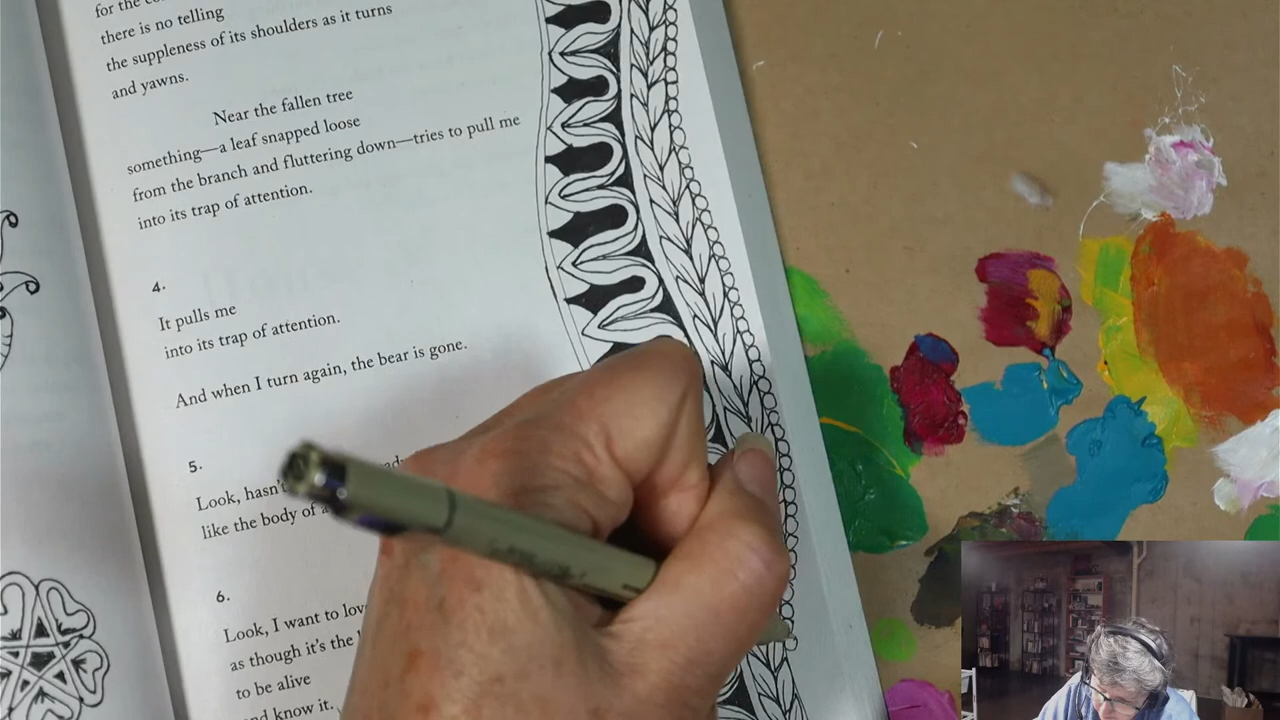 for the
there is no telling
the suppleness of its shoulders as it turns
and yawns.
Near the fallen tree
something—a leaf snapped loose
from the branch and fluttering down—tries to pull me
into its trap of attention.
4.
It pulls me
into its trap of attention.
And when I turn again, the bear is gone.
5.
Look, hasn't
like the body of a
6.
Look, I want to
as though it's the
to be alive
and know it.